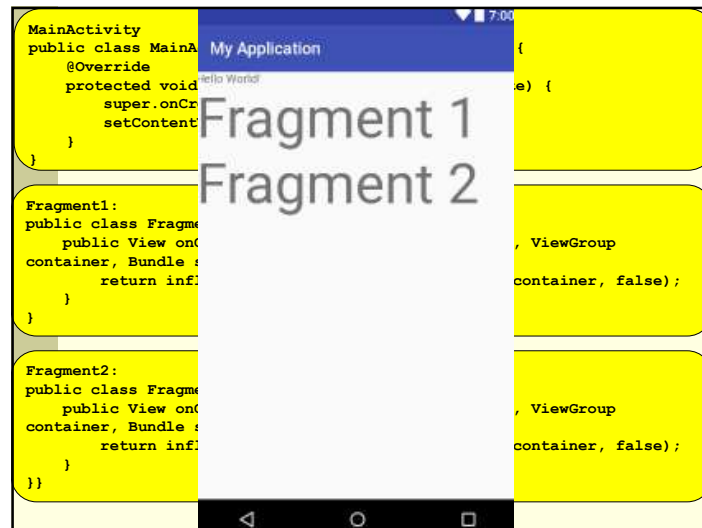 MainActivity
public class MainA
{
@Override
protected void
e) {
super.onCr
setContent
}
}
7:00
My Application
Hello World!
Fragment 1
Fragment 2
Fragment1:
public class Fragme
public View on
, ViewGroup
container, Bundle s
return infl
container, false);
}
}
Fragment2:
public class Fragme
public View on
, ViewGroup
container, Bundle s
return infl
container, false);
}
}}